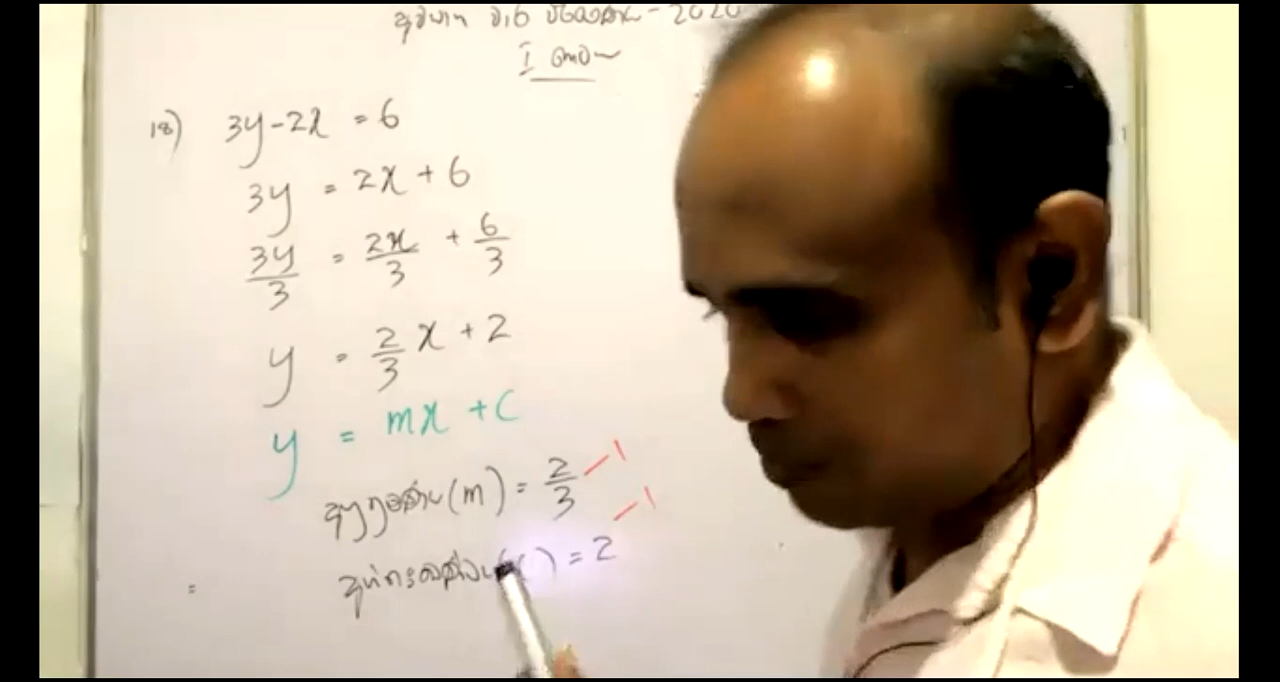 I
18) 3y - 2x = 6
3y = 2x + 6
3y/3 = 2x/3 + 6/3
y = 2/3 x + 2
y = mx + c
අනුක්‍රමණය (m) = 2/3 1
අන්තඃඛණ්ඩය ( ) = 2 1
=